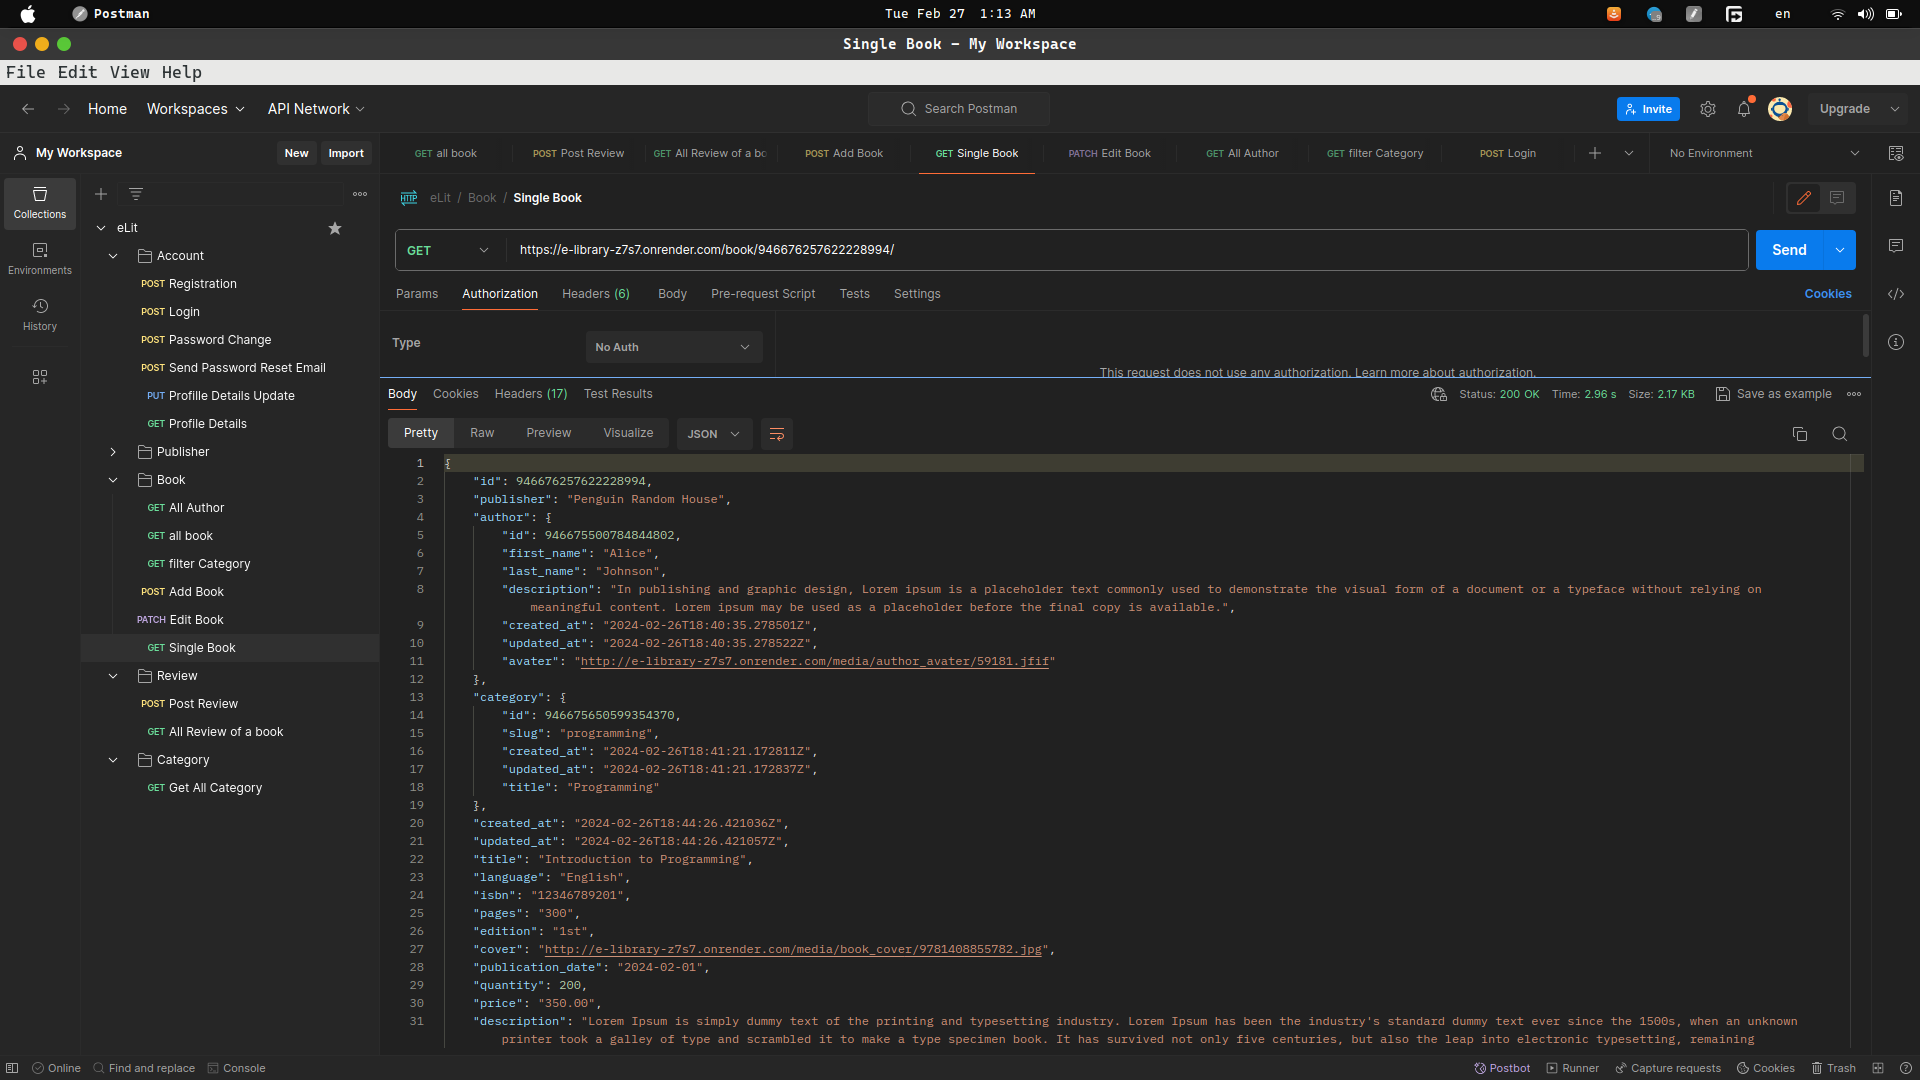 Postman
Tue Feb 27 1:13 AM
en
Single Book - My Workspace
File Edit View Help
Home Workspaces API Network
Search Postman
Invite
Upgrade
My Workspace
New Import
GET all book
POST Post Review
GET All Review of a bo
POST Add Book
GET Single Book
PATCH Edit Book
GET All Author
GET filter Category
POST Login
No Environment
Collections
Environments
History
eLit
Account
POST Registration
POST Login
POST Password Change
POST Send Password Reset Email
PUT Profile Details Update
GET Profile Details
Publisher
Book
GET All Author
GET all book
GET filter Category
POST Add Book
PATCH Edit Book
GET Single Book
Review
POST Post Review
GET All Review of a book
Category
GET Get All Category
HTTP eLit / Book / Single Book
GET https://e-library-z7s7.onrender.com/book/946676257622228994/
Send
Params Authorization Headers (6) Body Pre-request Script Tests Settings
Cookies
Type
No Auth
This request does not use any authorization. Learn more about authorization.
Body Cookies Headers (17) Test Results
Status: 200 OK Time: 2.96 s Size: 2.17 KB Save as example
Pretty Raw Preview Visualize JSON
1 {
2 "id": 946676257622228994,
3 "publisher": "Penguin Random House",
4 "author": {
5 "id": 946675500784844802,
6 "first_name": "Alice",
7 "last_name": "Johnson",
8 "description": "In publishing and graphic design, Lorem ipsum is a placeholder text commonly used to demonstrate the visual form of a document or a typeface without relying on
meaningful content. Lorem ipsum may be used as a placeholder before the final copy is available.",
9 "created_at": "2024-02-26T18:40:35.278501Z",
10 "updated_at": "2024-02-26T18:40:35.278522Z",
11 "avater": "http://e-library-z7s7.onrender.com/media/author_avater/59181.jfif"
12 },
13 "category": {
14 "id": 946675650599354370,
15 "slug": "programming",
16 "created_at": "2024-02-26T18:41:21.172811Z",
17 "updated_at": "2024-02-26T18:41:21.172837Z",
18 "title": "Programming"
19 },
20 "created_at": "2024-02-26T18:44:26.421036Z",
21 "updated_at": "2024-02-26T18:44:26.421057Z",
22 "title": "Introduction to Programming",
23 "language": "English",
24 "isbn": "12346789201",
25 "pages": "300",
26 "edition": "1st",
27 "cover": "http://e-library-z7s7.onrender.com/media/book_cover/9781408855782.jpg",
28 "publication_date": "2024-02-01",
29 "quantity": 200,
30 "price": "350.00",
31 "description": "Lorem Ipsum is simply dummy text of the printing and typesetting industry. Lorem Ipsum has been the industry's standard dummy text ever since the 1500s, when an unknown
printer took a galley of type and scrambled it to make a type specimen book. It has survived not only five centuries, but also the leap into electronic typesetting, remaining
Online Find and replace Console
Postbot Runner Capture requests Cookies Trash